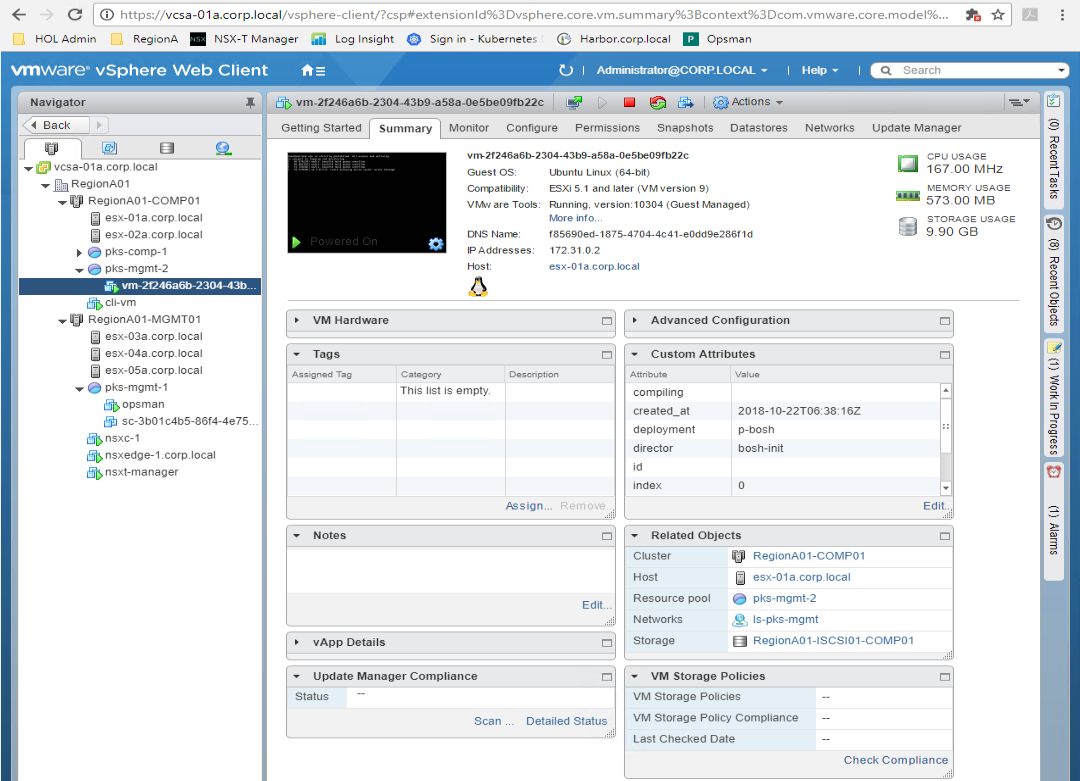 https://vcsa-01a.corp.local/vsphere-client/?csp#extensionId%3Dvsphere.core.vm.summary%3Bcontext%3Dcom.vmware.core.model%...
HOL Admin RegionA NSX-T Manager Log Insight Sign in - Kubernetes Harbor.corp.local Opsman
vmware vSphere Web Client Administrator@CORP.LOCAL Help Search
Navigator
Back
vcsa-01a.corp.local
RegionA01
RegionA01-COMP01
esx-01a.corp.local
esx-02a.corp.local
pks-comp-1
pks-mgmt-2
vm-2f246a6b-2304-43b...
cli-vm
RegionA01-MGMT01
esx-03a.corp.local
esx-04a.corp.local
esx-05a.corp.local
pks-mgmt-1
opsman
sc-3b01c4b5-86f4-4e75...
nsxc-1
nsxedge-1.corp.local
nsxt-manager
vm-2f246a6b-2304-43b9-a58a-0e5be09fb22c Actions
Getting Started Summary Monitor Configure Permissions Snapshots Datastores Networks Update Manager
Powered On
vm-2f246a6b-2304-43b9-a58a-0e5be09fb22c
Guest OS: Ubuntu Linux (64-bit)
Compatibility: ESXi 5.1 and later (VM version 9)
VMware Tools: Running, version:10304 (Guest Managed)
More info...
DNS Name: f85690ed-1875-4704-4c41-e0dd9e286f1d
IP Addresses: 172.31.0.2
Host: esx-01a.corp.local
CPU USAGE
167.00 MHz
MEMORY USAGE
573.00 MB
STORAGE USAGE
9.90 GB
VM Hardware
Tags
Assigned Tag Category Description
This list is empty.
Assign... Remove...
Notes
Edit...
vApp Details
Update Manager Compliance
Status --
Scan ... Detailed Status
Advanced Configuration
Custom Attributes
Attribute Value
compiling
created_at 2018-10-22T06:38:16Z
deployment p-bosh
director bosh-init
id
index 0
Edit...
Related Objects
Cluster RegionA01-COMP01
Host esx-01a.corp.local
Resource pool pks-mgmt-2
Networks ls-pks-mgmt
Storage RegionA01-ISCSI01-COMP01
VM Storage Policies
VM Storage Policies --
VM Storage Policy Compliance --
Last Checked Date --
Check Compliance
(0) Recent Tasks
(8) Recent Objects
(1) Work In Progress
(1) Alarms